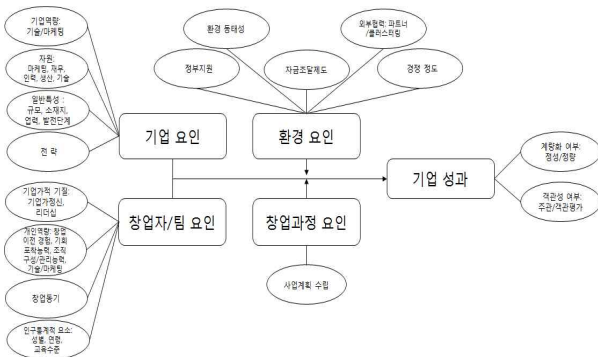 기업역량:
기술/마케팅
자원:
마케팅, 재무,
인력, 생산, 기술
일반특성 :
규모, 소재지,
업력, 발전단계
전 략
기업 요인
환경 동태성
외부협력: 파트너
/클러스터링
정부지원
자금조달제도
경쟁 정도
환경 요인
기업 성과
계량화 여부:
정성/정량
객관성 여부:
주관/객관평가
기업가적 기질:
기업가정신,
리더십
개인역량: 창업
이전 경험, 기회
포착능력, 조직
구성/관리능력,
기술/마케팅
창업동기
인구통계적 요소:
성별, 연령,
교육수준
창업자/팀 요인
창업과정 요인
사업계획 수립